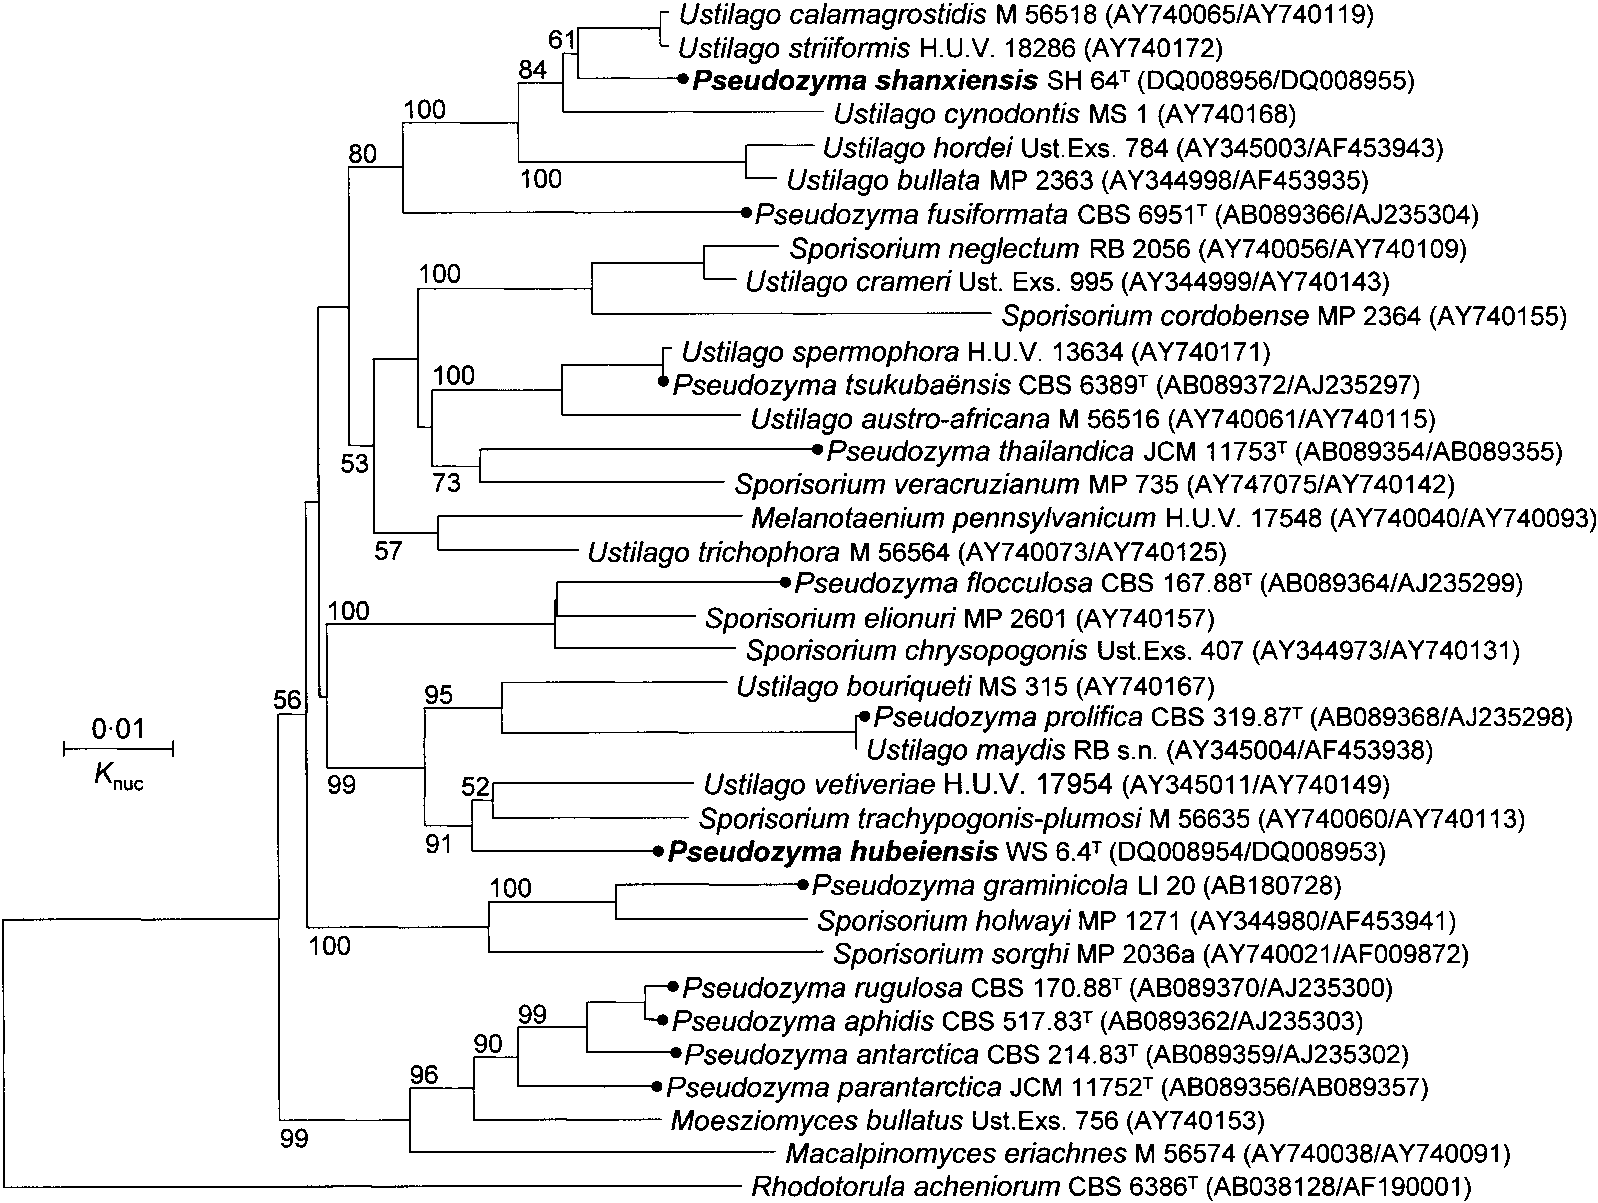 Ustilago calamagrostidis M 56518 (AY740065/AY740119)
61
Ustilago striiformis H.U.V. 18286 (AY740172)
84
Pseudozyma shanxiensis SH 64ᵀ (DQ008956/DQ008955)
100
Ustilago cynodontis MS 1 (AY740168)
80
Ustilago hordei Ust.Exs. 784 (AY345003/AF453943)
100
Ustilago bullata MP 2363 (AY344998/AF453935)
Pseudozyma fusiformata CBS 6951ᵀ (AB089366/AJ235304)
Sporisorium neglectum RB 2056 (AY740056/AY740109)
100
Ustilago crameri Ust. Exs. 995 (AY344999/AY740143)
Sporisorium cordobense MP 2364 (AY740155)
Ustilago spermophora H.U.V. 13634 (AY740171)
100
Pseudozyma tsukubaënsis CBS 6389ᵀ (AB089372/AJ235297)
Ustilago austro-africana M 56516 (AY740061/AY740115)
53
Pseudozyma thailandica JCM 11753ᵀ (AB089354/AB089355)
73
Sporisorium veracruzianum MP 735 (AY747075/AY740142)
Melanotaenium pennsylvanicum H.U.V. 17548 (AY740040/AY740093)
57
Ustilago trichophora M 56564 (AY740073/AY740125)
Pseudozyma flocculosa CBS 167.88ᵀ (AB089364/AJ235299)
100
Sporisorium elionuri MP 2601 (AY740157)
Sporisorium chrysopogonis Ust.Exs. 407 (AY344973/AY740131)
56
95
Ustilago bouriqueti MS 315 (AY740167)
0·01
Pseudozyma prolifica CBS 319.87ᵀ (AB089368/AJ235298)
Ustilago maydis RB s.n. (AY345004/AF453938)
Knuc
99
52
Ustilago vetiveriae H.U.V. 17954 (AY345011/AY740149)
Sporisorium trachypogonis-plumosi M 56635 (AY740060/AY740113)
91
Pseudozyma hubeiensis WS 6.4ᵀ (DQ008954/DQ008953)
100
Pseudozyma graminicola LI 20 (AB180728)
Sporisorium holwayi MP 1271 (AY344980/AF453941)
100
Sporisorium sorghi MP 2036a (AY740021/AF009872)
Pseudozyma rugulosa CBS 170.88ᵀ (AB089370/AJ235300)
99
Pseudozyma aphidis CBS 517.83ᵀ (AB089362/AJ235303)
90
Pseudozyma antarctica CBS 214.83ᵀ (AB089359/AJ235302)
96
Pseudozyma parantarctica JCM 11752ᵀ (AB089356/AB089357)
Moesziomyces bullatus Ust.Exs. 756 (AY740153)
99
Macalpinomyces eriachnes M 56574 (AY740038/AY740091)
Rhodotorula acheniorum CBS 6386ᵀ (AB038128/AF190001)